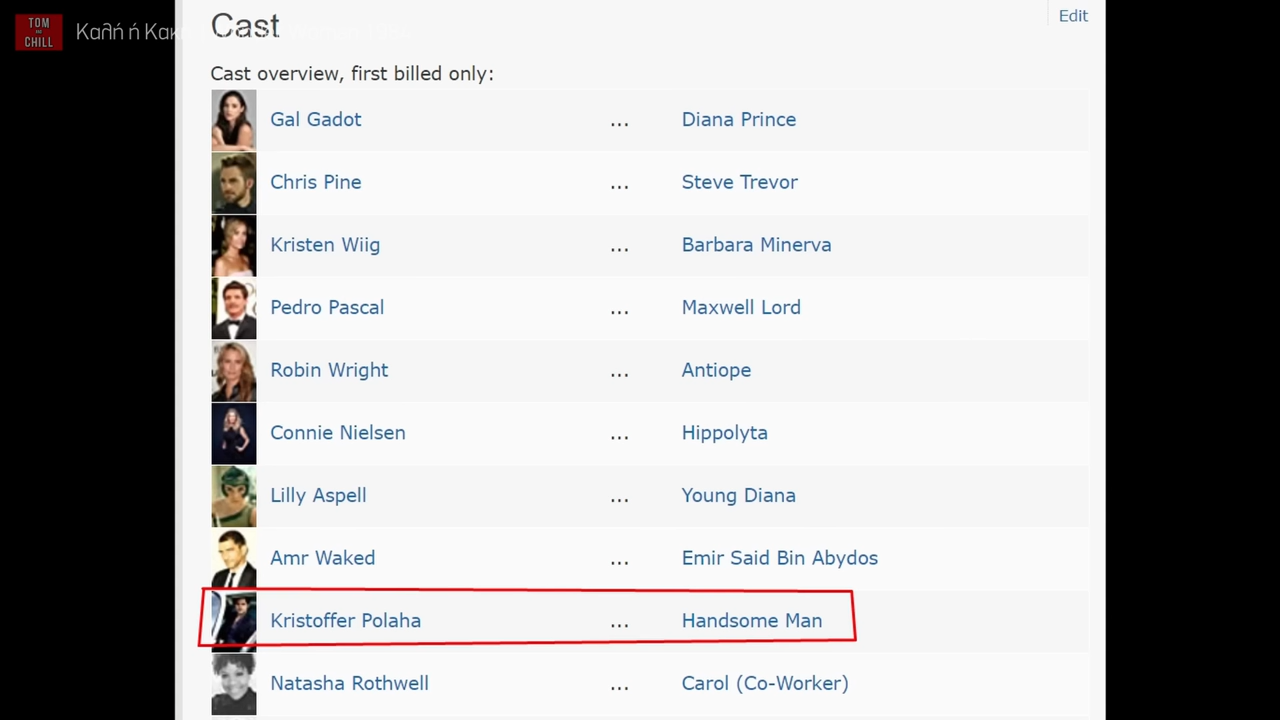 Cast
Edit
TOM
AND
CHILL
Καλή ή Κακή
Cast overview, first billed only:
Gal Gadot ... Diana Prince
Chris Pine ... Steve Trevor
Kristen Wiig ... Barbara Minerva
Pedro Pascal ... Maxwell Lord
Robin Wright ... Antiope
Connie Nielsen ... Hippolyta
Lilly Aspell ... Young Diana
Amr Waked ... Emir Said Bin Abydos
Kristoffer Polaha ... Handsome Man
Natasha Rothwell ... Carol (Co-Worker)